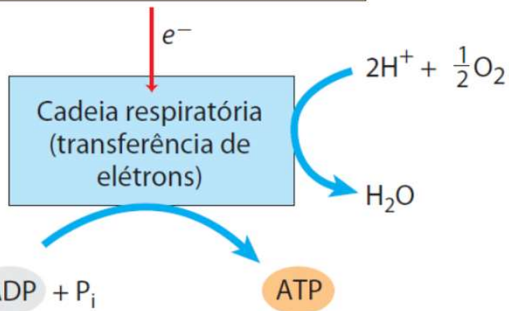 e⁻
2H⁺ + ½O₂
Cadeia respiratória
(transferência de
elétrons)
H₂O
DP + Pᵢ
ATP